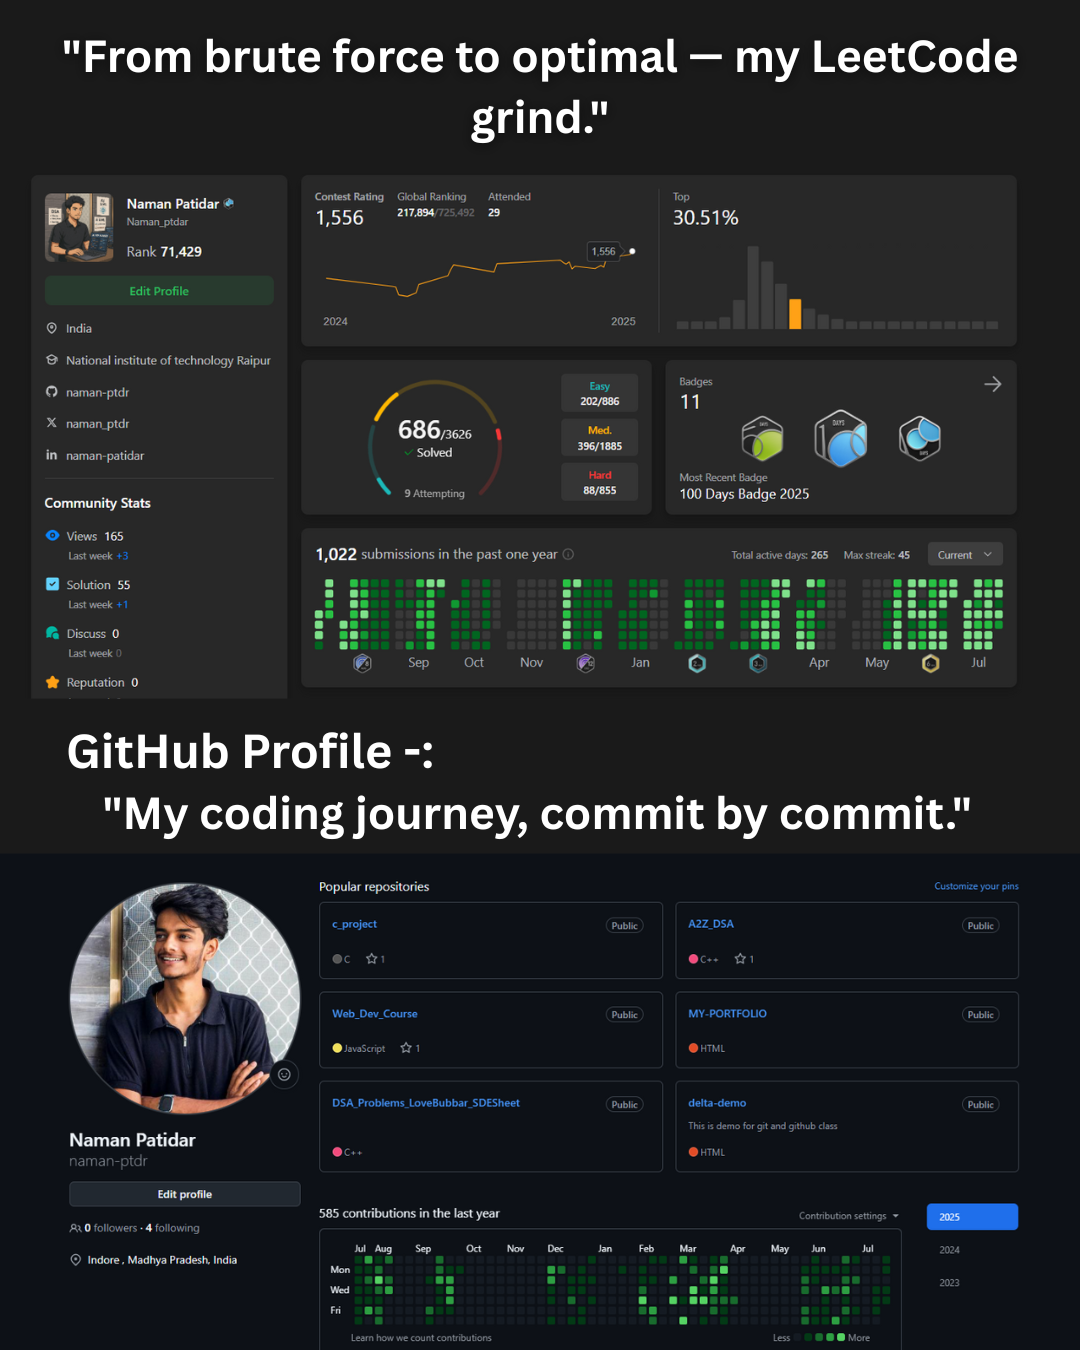 "From brute force to optimal — my LeetCode
grind."
Naman Patidar
Naman_ptdar
Rank 71,429
Edit Profile
India
National institute of technology Raipur
naman-ptdr
naman_ptdr
naman-patidar
Community Stats
Views 165
Last week +3
Solution 55
Last week +1
Discuss 0
Last week 0
Reputation 0
Contest Rating Global Ranking Attended
1,556 217,894/725,492 29
1,556
2024 2025
Top
30.51%
686/3626
Solved
9 Attempting
Easy
202/886
Med.
396/1885
Hard
88/855
Badges
11
DAYS
Most Recent Badge
100 Days Badge 2025
1,022 submissions in the past one year Total active days: 265 Max streak: 45 Current
Sep Oct Nov Jan Apr May Jul
GitHub Profile -:
"My coding journey, commit by commit."
Naman Patidar
naman-ptdr
Edit profile
0 followers · 4 following
Indore , Madhya Pradesh, India
Popular repositories Customize your pins
c_project Public
C 1
A2Z_DSA Public
C++ 1
Web_Dev_Course Public
JavaScript 1
MY-PORTFOLIO Public
HTML
DSA_Problems_LoveBubbar_SDESheet Public
C++
delta-demo Public
This is demo for git and github class
HTML
585 contributions in the last year Contribution settings
Jul Aug Sep Oct Nov Dec Jan Feb Mar Apr May Jun Jul
Mon
Wed
Fri
Learn how we count contributions Less More
2025
2024
2023